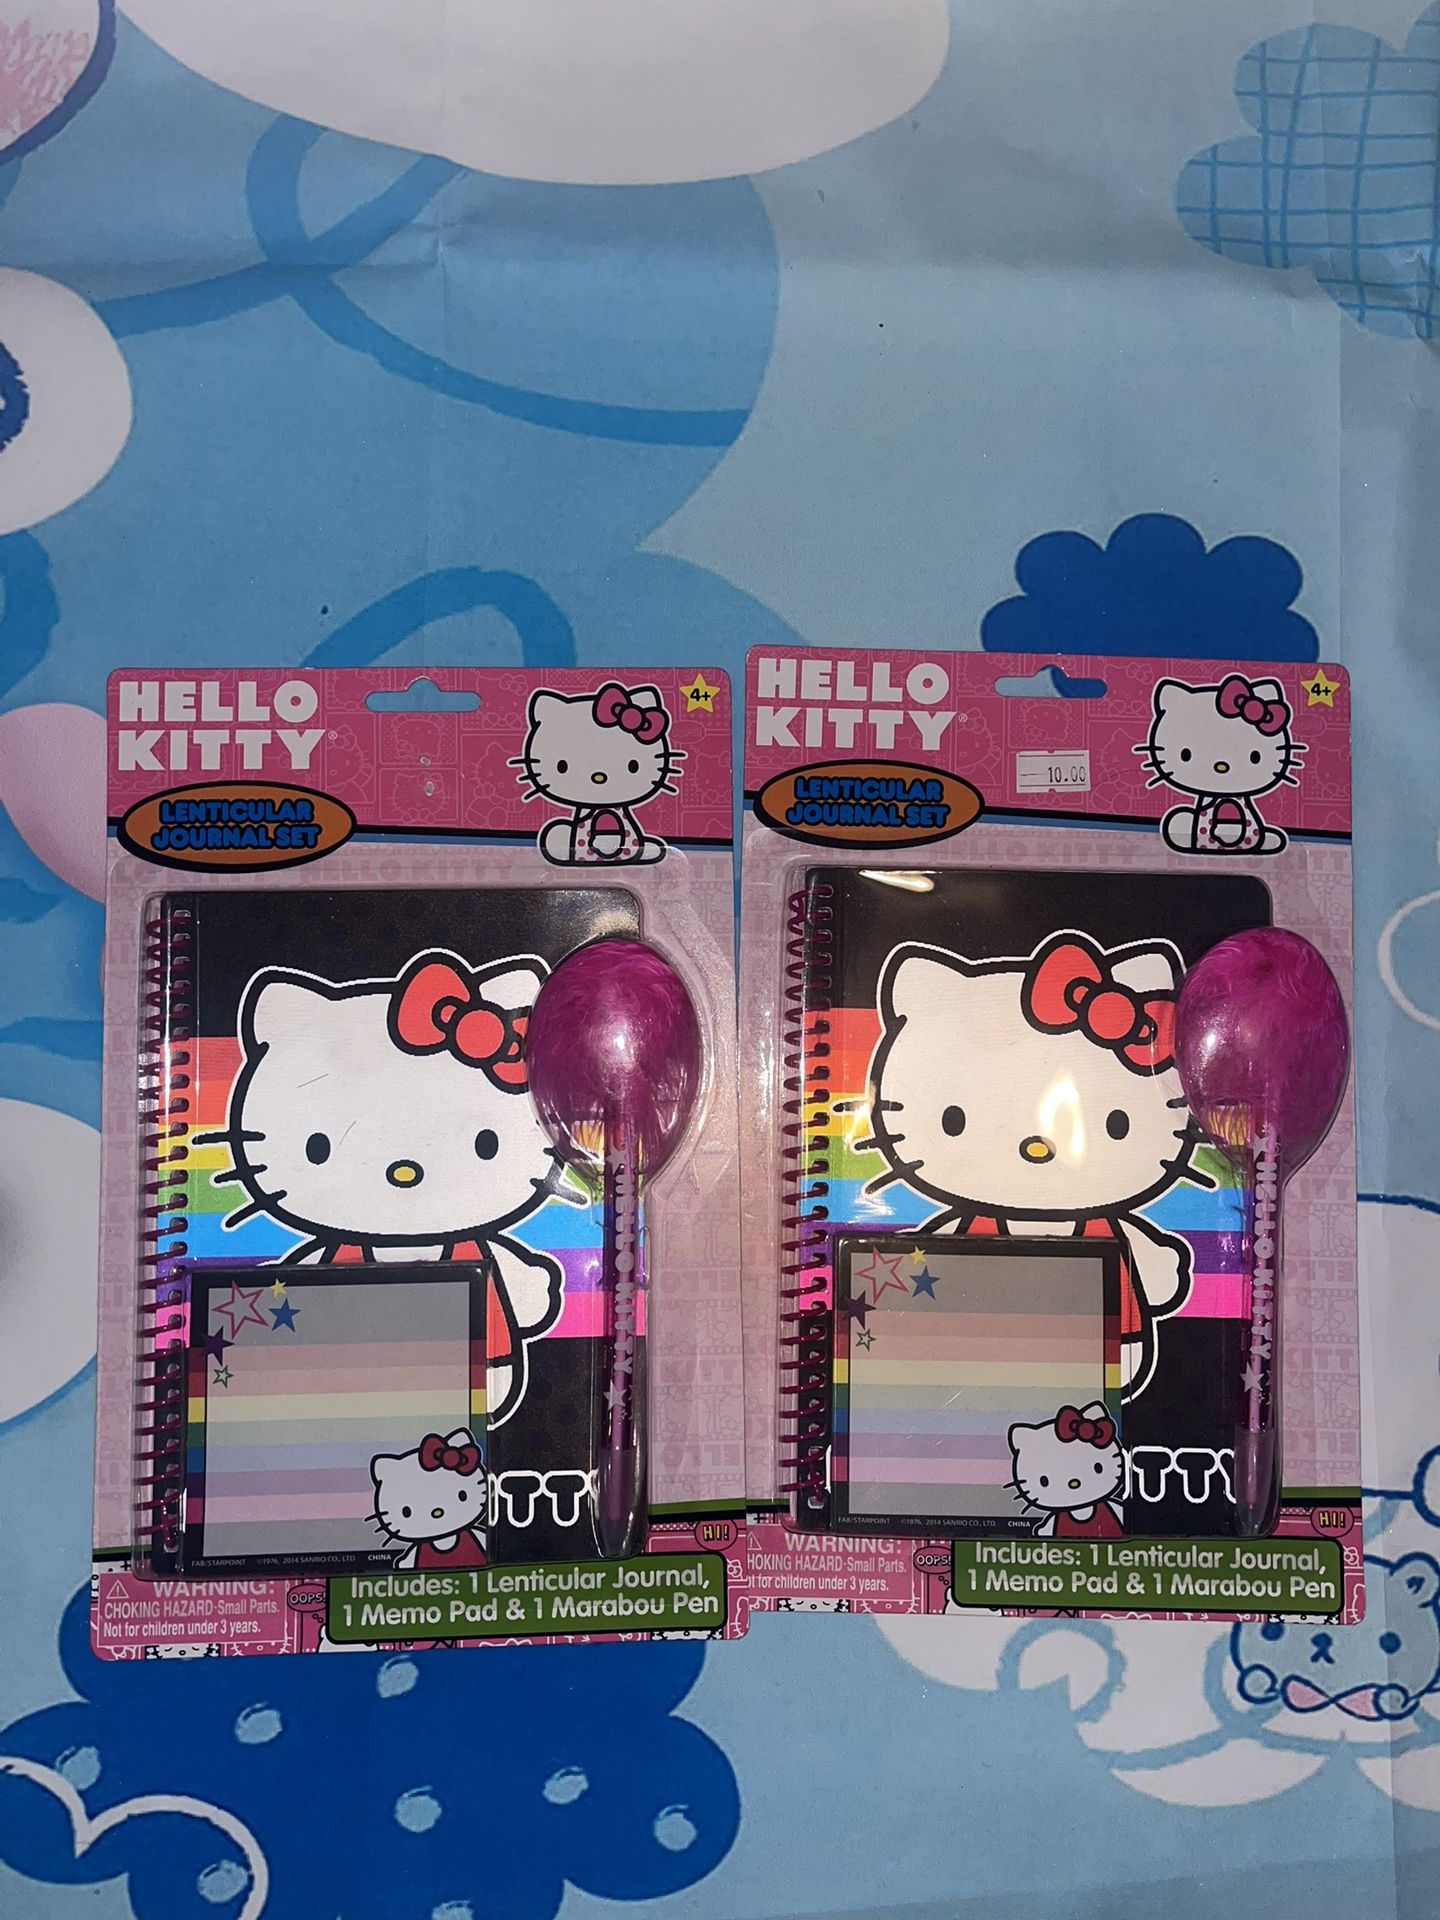 HELLO
KITTY®
4+
LENTICULAR
JOURNAL SET
HELLO KITTY
FAB/STARPOINT ©1976, 2014 SANRIO CO., LTD. CHINA
WARNING:
CHOKING HAZARD-Small Parts.
Not for children under 3 years.
OOPS!
HI!
Includes: 1 Lenticular Journal,
1 Memo Pad & 1 Marabou Pen
HELLO
KITTY®
4+
10.00
LENTICULAR
JOURNAL SET
HELLO KITTY
FAB/STARPOINT ©1976, 2014 SANRIO CO., LTD. CHINA
WARNING:
HOKING HAZARD-Small Parts.
ot for children under 3 years.
OOPS!
HI!
Includes: 1 Lenticular Journal,
1 Memo Pad & 1 Marabou Pen